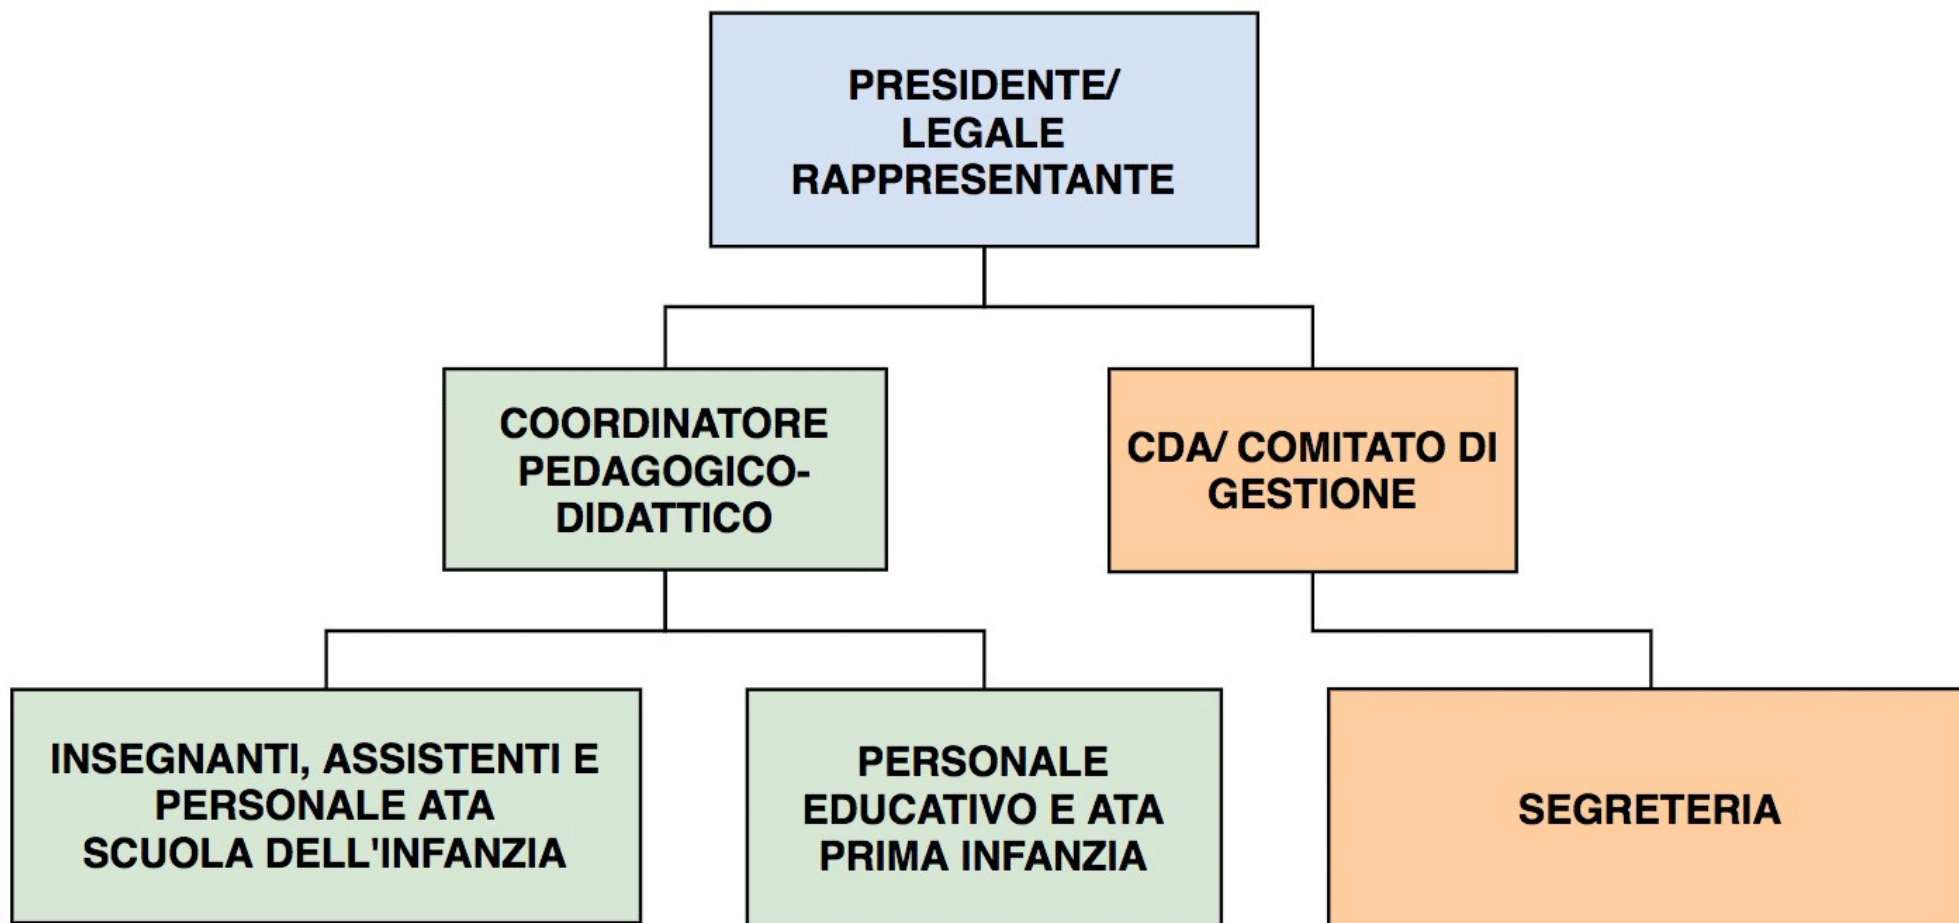 PRESIDENTE/
LEGALE
RAPPRESENTANTE
COORDINATORE
PEDAGOGICO-
DIDATTICO
CDA/ COMITATO DI
GESTIONE
INSEGNANTI, ASSISTENTI E
PERSONALE ATA
SCUOLA DELL'INFANZIA
PERSONALE
EDUCATIVO E ATA
PRIMA INFANZIA
SEGRETERIA